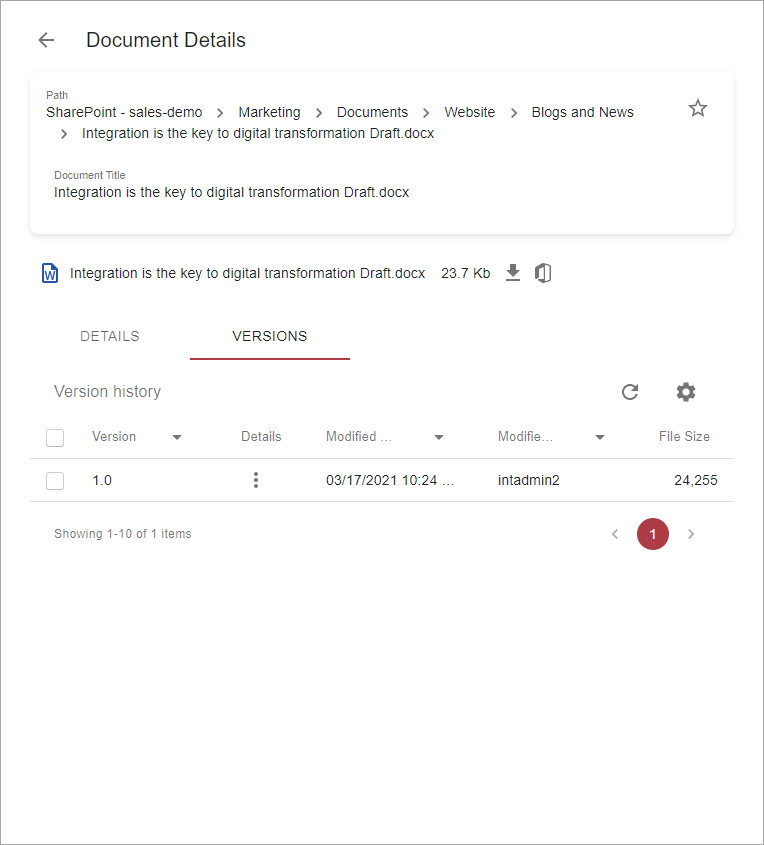 Document Details
Path
SharePoint - sales-demo > Marketing > Documents > Website > Blogs and News
> Integration is the key to digital transformation Draft.docx
Document Title
Integration is the key to digital transformation Draft.docx
W Integration is the key to digital transformation Draft.docx 23.7 Kb
DETAILS VERSIONS
Version history
Version Details Modified ... Modifie... File Size
1.0 03/17/2021 10:24 ... intadmin2 24,255
Showing 1-10 of 1 items < 1 >